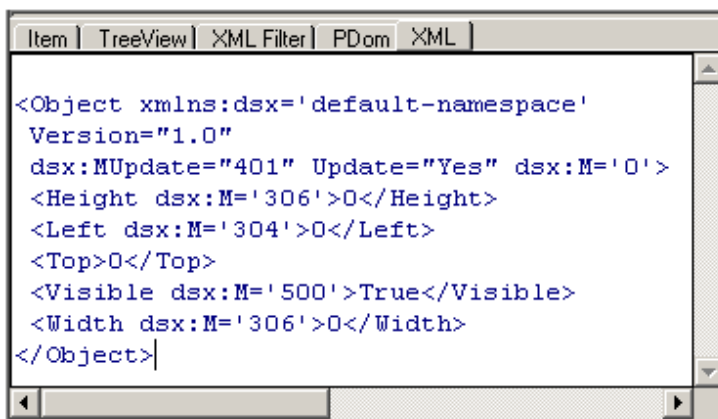 Item TreeView XML Filter PDom XML
<Object xmlns:dsx='default-namespace'
Version="1.0"
dsx:MUpdate="401" Update="Yes" dsx:M='0'>
<Height dsx:M='306'>0</Height>
<Left dsx:M='304'>0</Left>
<Top>0</Top>
<Visible dsx:M='500'>True</Visible>
<Width dsx:M='306'>0</Width>
</Object>